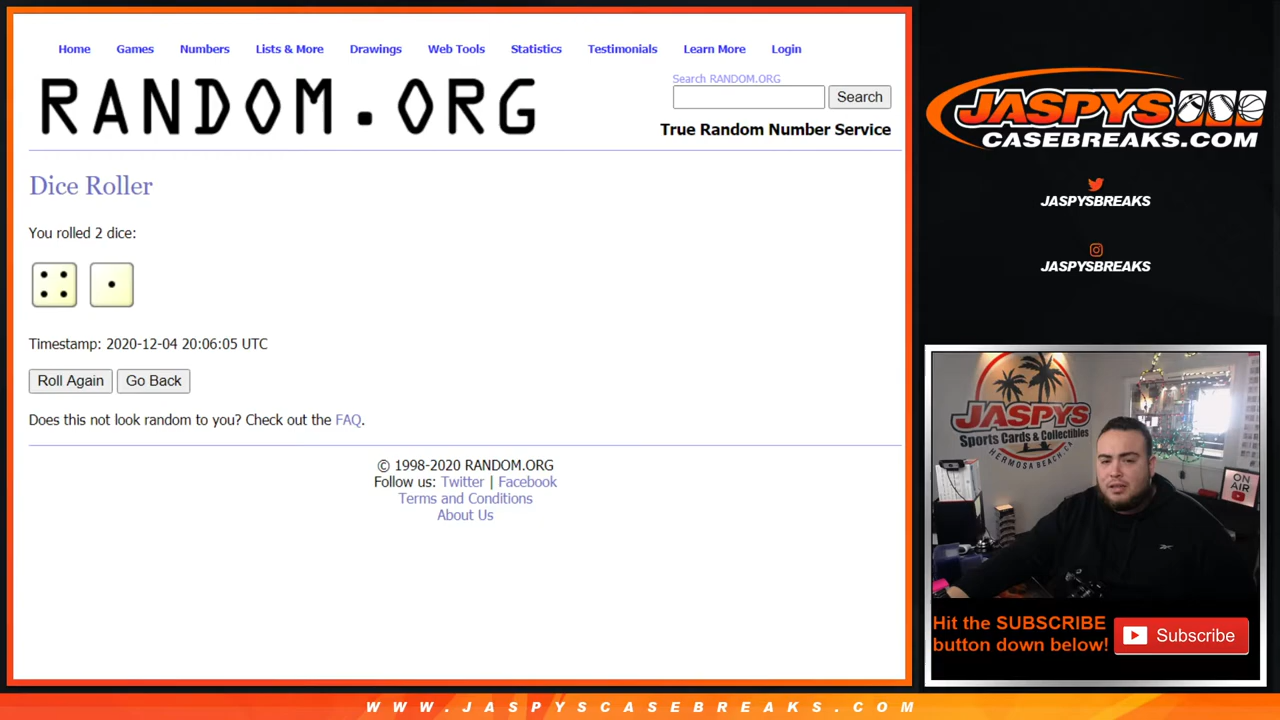 Home Games Numbers Lists & More Drawings Web Tools Statistics Testimonials Learn More Login
RANDOM.ORG
Search RANDOM.ORG
Search
True Random Number Service
Dice Roller
You rolled 2 dice:
Timestamp: 2020-12-04 20:06:05 UTC
Roll Again Go Back
Does this not look random to you? Check out the FAQ.
© 1998-2020 RANDOM.ORG
Follow us: Twitter | Facebook
Terms and Conditions
About Us
JASPYS
CASEBREAKS.COM
JASPYSBREAKS
JASPYSBREAKS
JASPYS
Sports Cards & Collectibles
HERMOSA BEACH, CA
ON
AIR
Hit the SUBSCRIBE
button down below!
Subscribe
WWW.JASPYSCASEBREAKS.COM